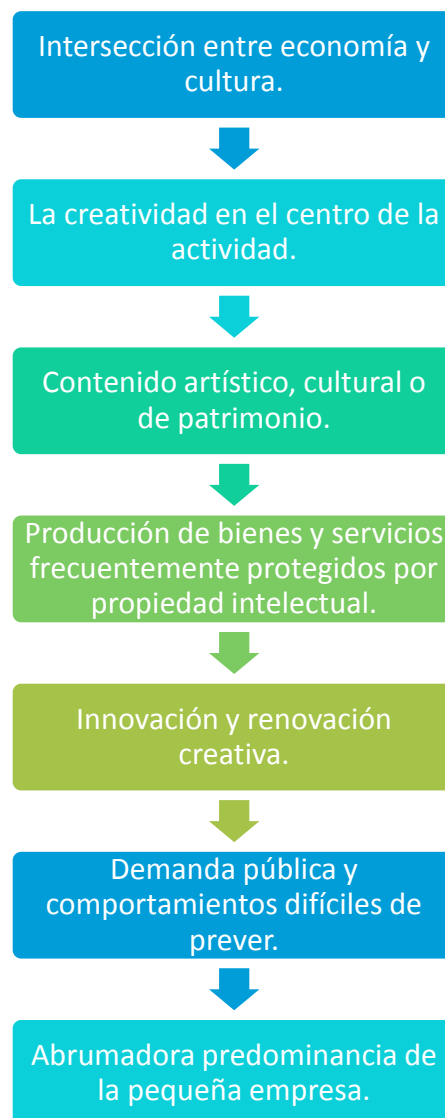 Intersección entre economía y
cultura.
La creatividad en el centro de la
actividad.
Contenido artístico, cultural o
de patrimonio.
Producción de bienes y servicios
frecuentemente protegidos por
propiedad intelectual.
Innovación y renovación
creativa.
Demanda pública y
comportamientos difíciles de
prever.
Abrumadora predominancia de
la pequeña empresa.